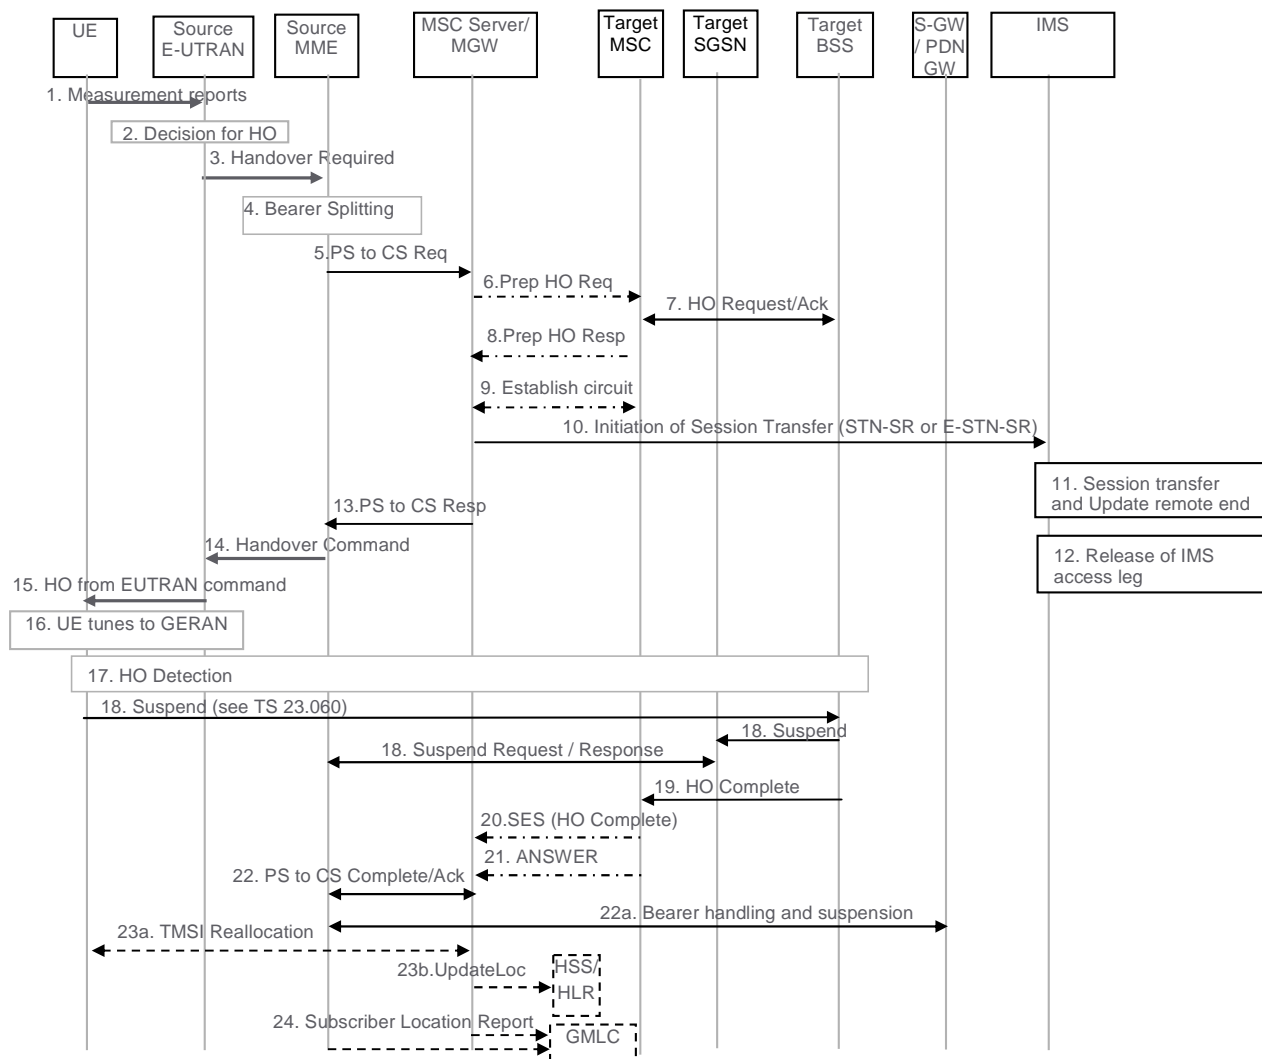 UE
Source
E-UTRAN
Source
MME
MSC Server/
MGW
Target
MSC
Target
SGSN
Target
BSS
S-GW
/ PDN
GW
IMS
1. Measurement reports
2. Decision for HO
3. Handover Required
4. Bearer Splitting
5.PS to CS Req
6.Prep HO Req
7. HO Request/Ack
8.Prep HO Resp
9. Establish circuit
10. Initiation of Session Transfer (STN-SR or E-STN-SR)
11. Session transfer
and Update remote end
13.PS to CS Resp
14. Handover Command
12. Release of IMS
access leg
15. HO from EUTRAN command
16. UE tunes to GERAN
17. HO Detection
18. Suspend (see TS 23.060)
18. Suspend
18. Suspend Request / Response
19. HO Complete
20.SES (HO Complete)
21. ANSWER
22. PS to CS Complete/Ack
22a. Bearer handling and suspension
23a. TMSI Reallocation
23b.UpdateLoc
HSS/
HLR
24. Subscriber Location Report
GMLC